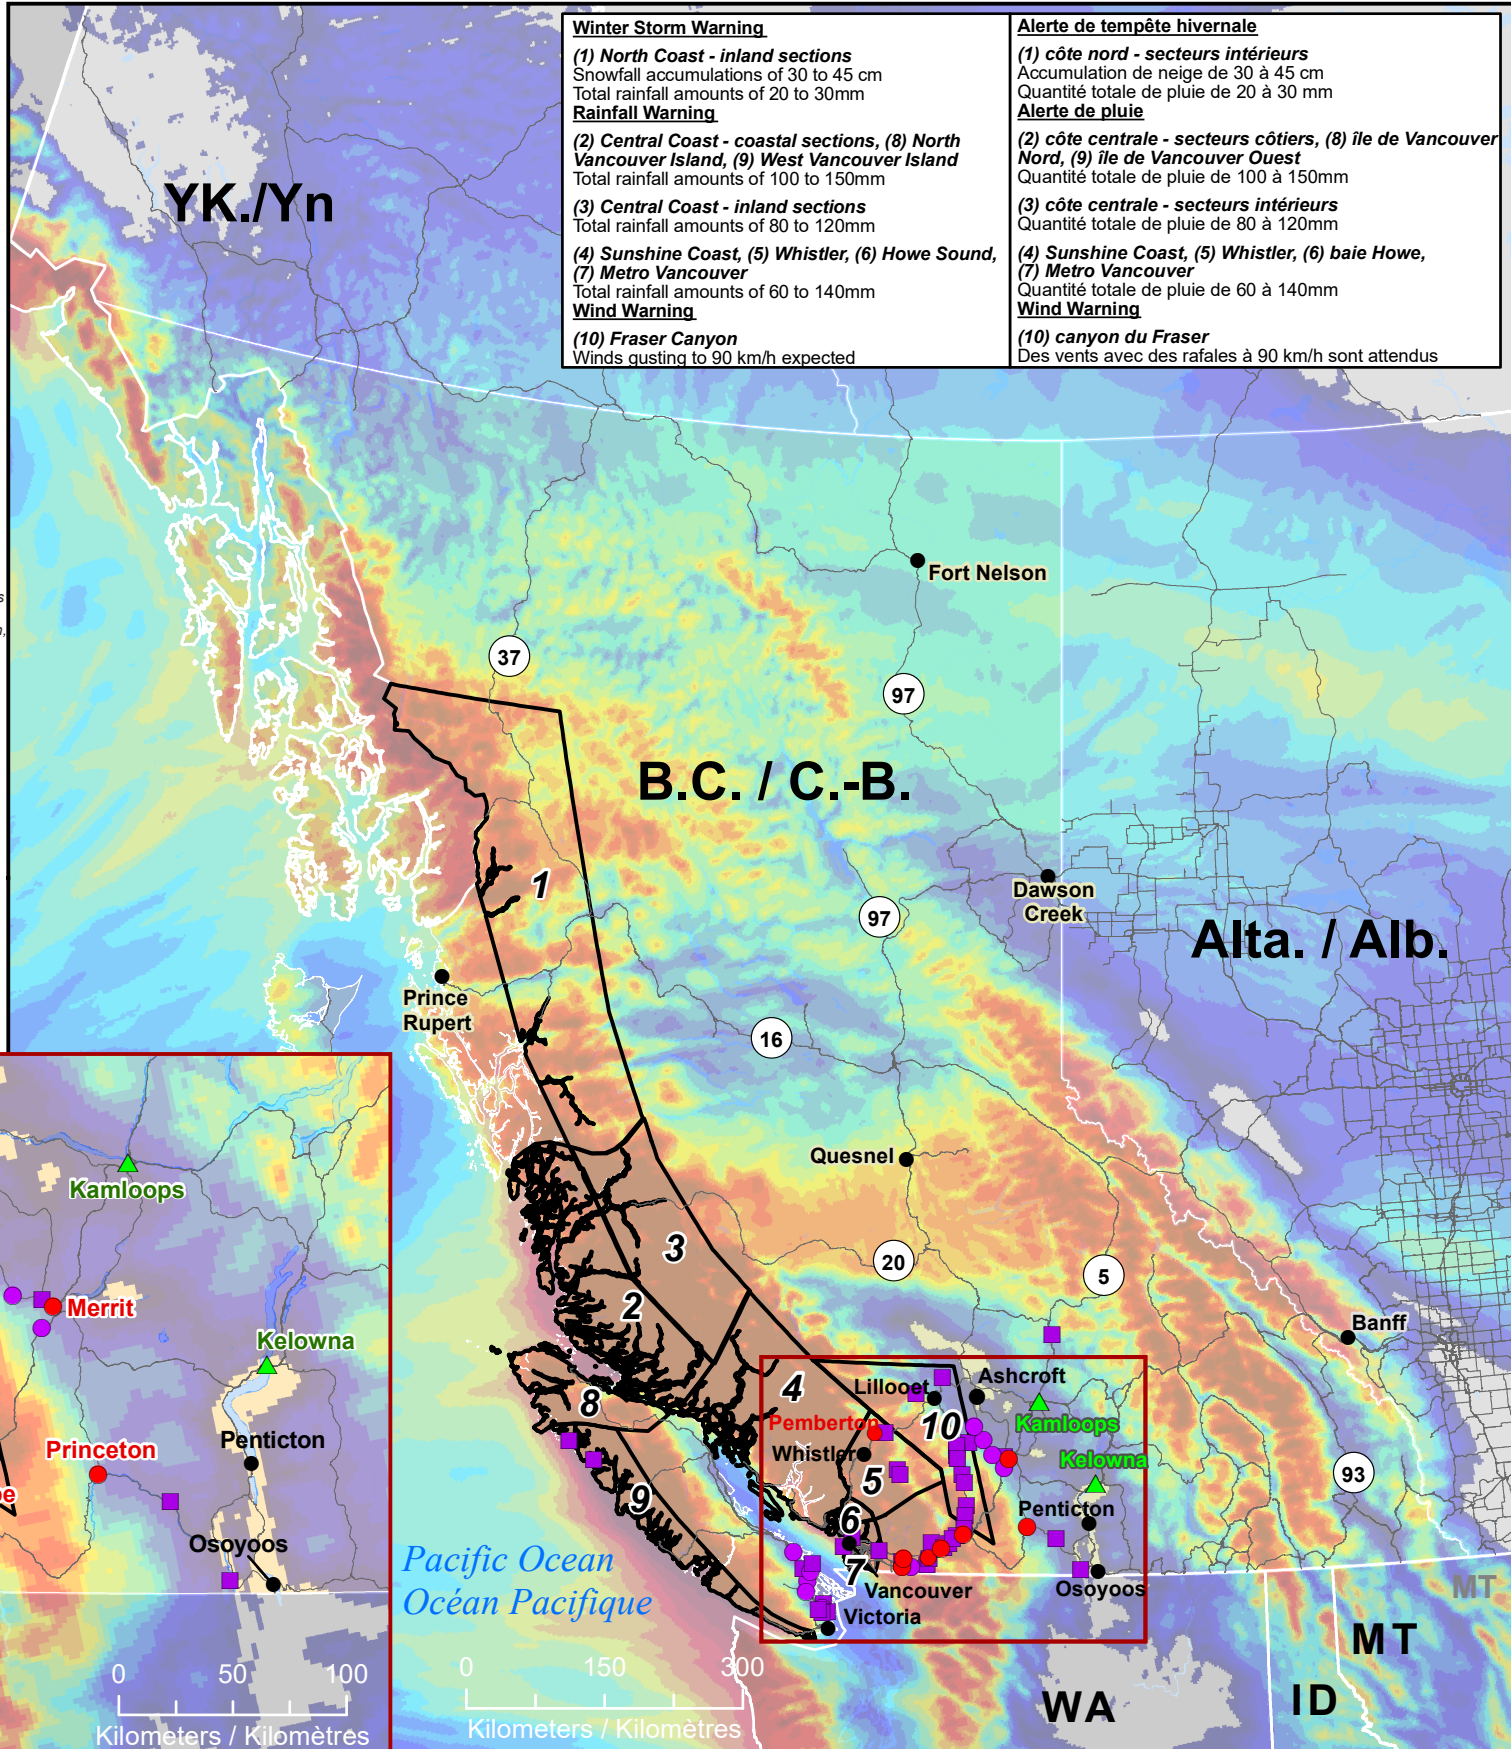 Winter Storm Warning
(1) North Coast - inland sections
Snowfall accumulations of 30 to 45 cm
Total rainfall amounts of 20 to 30mm
Rainfall Warning
(2) Central Coast - coastal sections, (8) North
Vancouver Island, (9) West Vancouver Island
Total rainfall amounts of 100 to 150mm
(3) Central Coast - inland sections
Total rainfall amounts of 80 to 120mm
(4) Sunshine Coast, (5) Whistler, (6) Howe Sound,
(7) Metro Vancouver
Total rainfall amounts of 60 to 140mm
Wind Warning
(10) Fraser Canyon
Winds gusting to 90 km/h expected
Alerte de tempête hivernale
(1) côte nord - secteurs intérieurs
Accumulation de neige de 30 à 45 cm
Quantité totale de pluie de 20 à 30 mm
Alerte de pluie
(2) côte centrale - secteurs côtiers, (8) île de Vancouver
Nord, (9) île de Vancouver Ouest
Quantité totale de pluie de 100 à 150mm
(3) côte centrale - secteurs intérieurs
Quantité totale de pluie de 80 à 120mm
(4) Sunshine Coast, (5) Whistler, (6) baie Howe,
(7) Metro Vancouver
Quantité totale de pluie de 60 à 140mm
Wind Warning
(10) canyon du Fraser
Des vents avec des rafales à 90 km/h sont attendus
YK./Yn
Fort Nelson
37
97
B.C. / C.-B.
1
Dawson
Creek
97
Alta. / Alb.
Prince
Rupert
16
Quesnel
3
20
5
2
Banff
4
Lillooet
Ashcroft
8
Pemberton
10
Kamloops
Whistler
Kelowna
5
93
9
Penticton
6
7
Vancouver
Osoyoos
Victoria
Pacific Ocean
Océan Pacifique
MT
MT
ID
WA
0 150 300
Kilometers / Kilomètres
Kamloops
Merrit
Kelowna
Princeton
Penticton
Osoyoos
0 50 100
Kilometers / Kilomètres